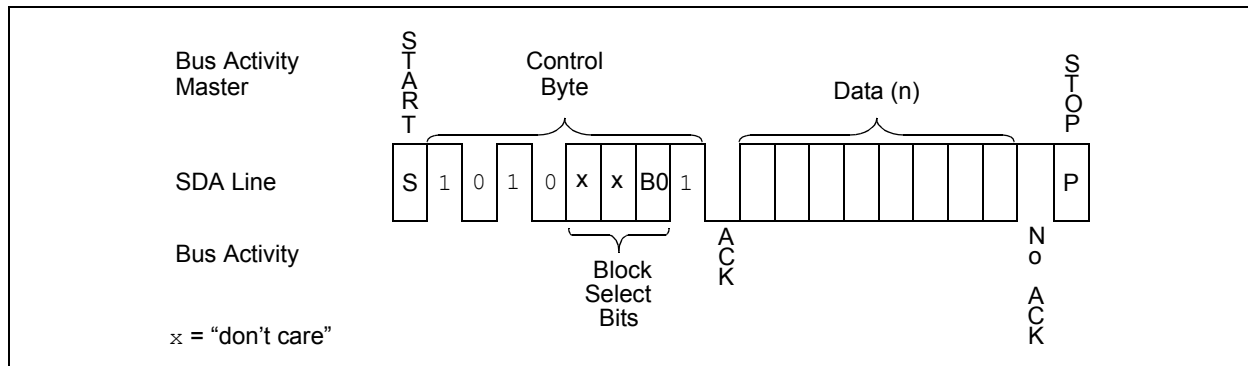 Bus Activity
Master
START
Control
Byte
Data (n)
STOP
SDA Line
S 1 0 1 0 x x B0 1 P
Bus Activity
ACK
No ACK
Block
Select
Bits
x = “don’t care”